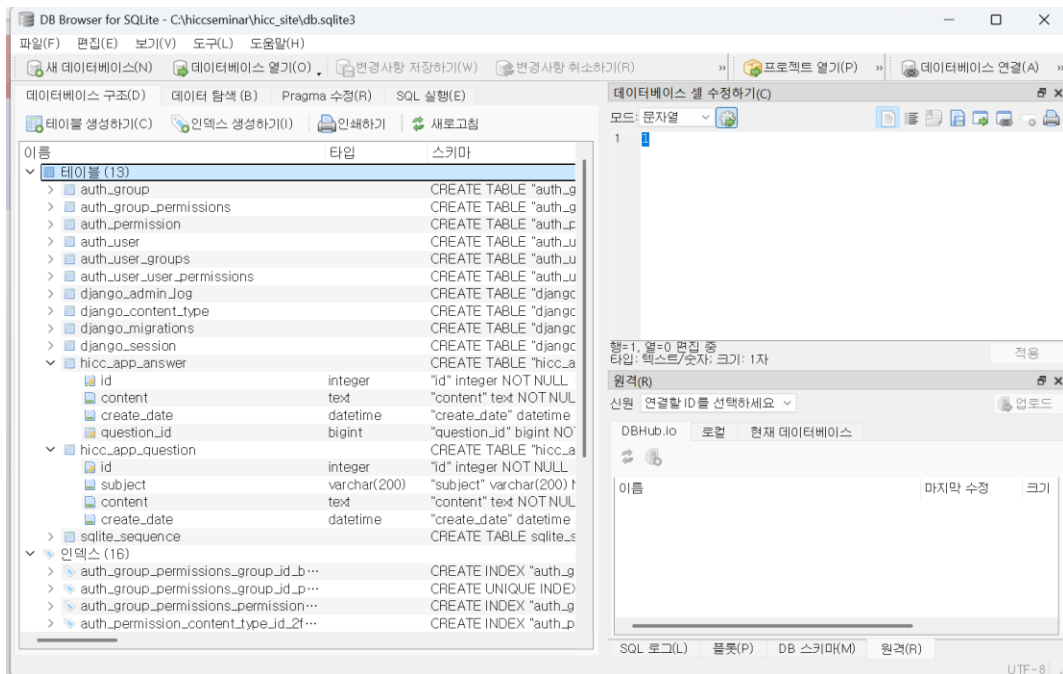 DB Browser for SQLite - C:\hiccseminar\hicc_site\db.sqlite3
파일(F) 편집(E) 보기(V) 도구(L) 도움말(H)
새 데이터베이스(N) 데이터베이스 열기(O) 변경사항 저장하기(W) 변경사항 취소하기(R) » 프로젝트 열기(P) » 데이터베이스 연결(A) »
데이터베이스 구조(D) 데이터 탐색 (B) Pragma 수정(R) SQL 실행(E)
테이블 생성하기(C) 인덱스 생성하기(I) 인쇄하기 새로고침
이름 타입 스키마
테이블 (13)
auth_group CREATE TABLE "auth_g
auth_group_permissions CREATE TABLE "auth_g
auth_permission CREATE TABLE "auth_p
auth_user CREATE TABLE "auth_u
auth_user_groups CREATE TABLE "auth_u
auth_user_user_permissions CREATE TABLE "auth_u
django_admin_log CREATE TABLE "django
django_content_type CREATE TABLE "django
django_migrations CREATE TABLE "django
django_session CREATE TABLE "django
hicc_app_answer CREATE TABLE "hicc_a
id integer "id" integer NOT NULL
content text "content" text NOT NUL
create_date datetime "create_date" datetime
question_id bigint "question_id" bigint NO
hicc_app_question CREATE TABLE "hicc_a
id integer "id" integer NOT NULL
subject varchar(200) "subject" varchar(200) N
content text "content" text NOT NUL
create_date datetime "create_date" datetime
sqlite_sequence CREATE TABLE sqlite_s
인덱스 (16)
auth_group_permissions_group_id_b… CREATE INDEX "auth_g
auth_group_permissions_group_id_p… CREATE UNIQUE INDEX
auth_group_permissions_permission… CREATE INDEX "auth_g
auth_permission_content_type_id_2f… CREATE INDEX "auth_p
데이터베이스 셀 수정하기(C)
모드: 문자열
1 1
행=1, 열=0 편집 중
타입: 텍스트/숫자; 크기: 1자
적용
원격(R)
신원 연결할 ID를 선택하세요 업로드
DBHub.io 로컬 현재 데이터베이스
이름 마지막 수정 크기
SQL 로그(L) 플롯(P) DB 스키마(M) 원격(R)
UTF-8